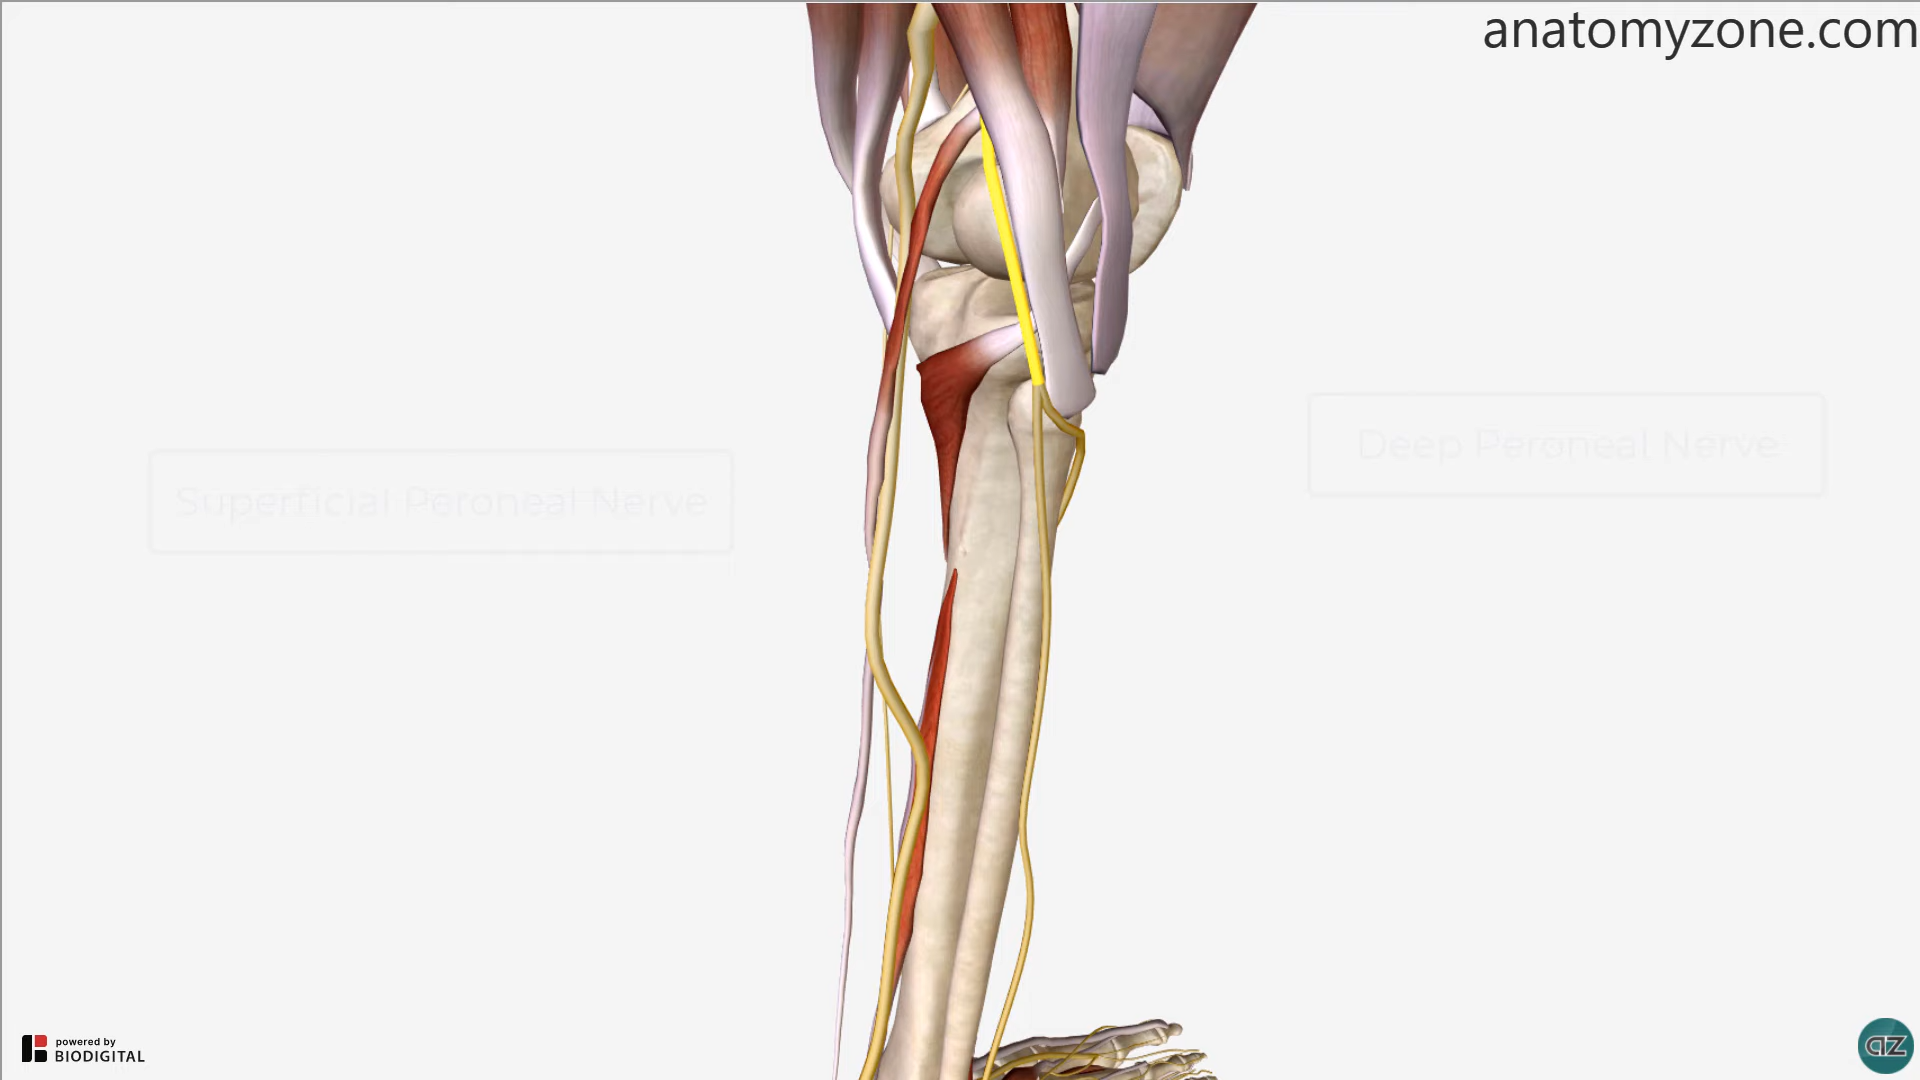 anatomyzone.com
Deep Peroneal Nerve
Superficial Peroneal Nerve
powered by
BIODIGITAL
az